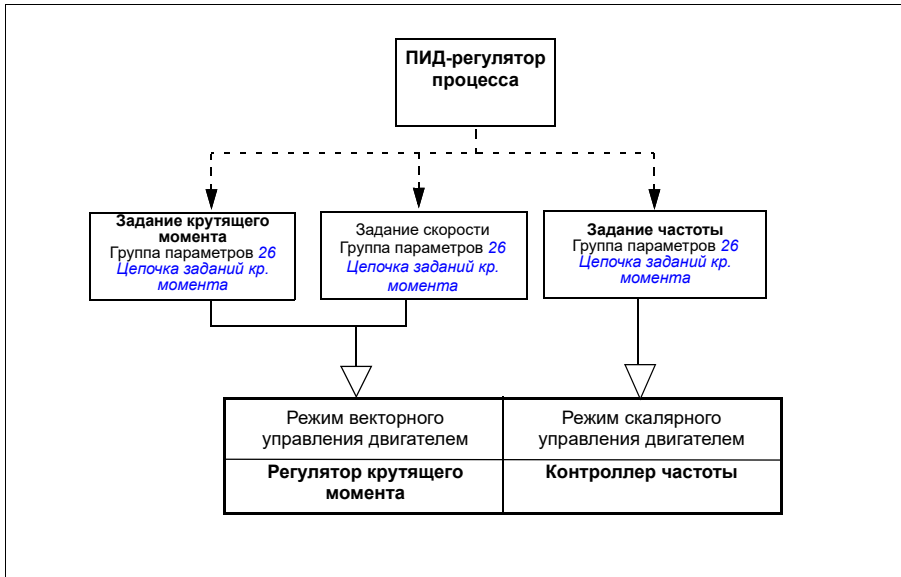 ПИД-регулятор
процесса
Задание крутящего
момента
Группа параметров 26
Цепочка заданий кр.
момента
Задание скорости
Группа параметров 26
Цепочка заданий кр.
момента
Задание частоты
Группа параметров 26
Цепочка заданий кр.
момента
Режим векторного
управления двигателем
Режим скалярного
управления двигателем
Регулятор крутящего
момента
Контроллер частоты